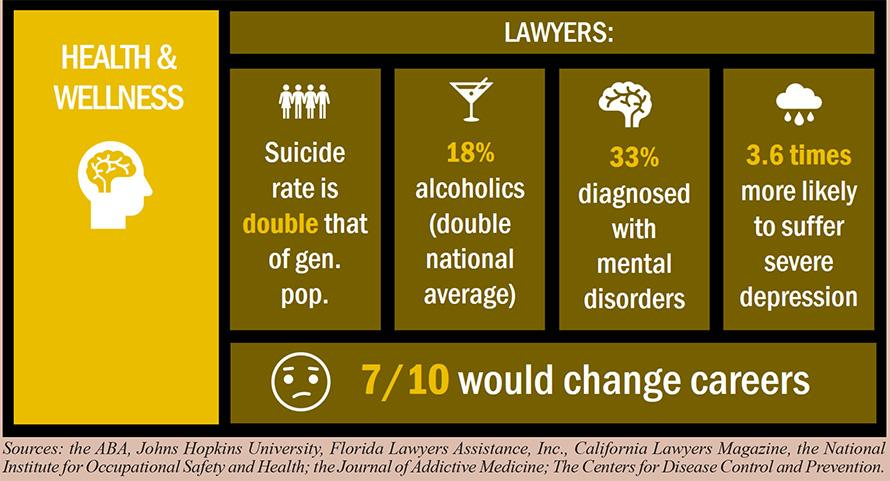 HEALTH &
WELLNESS
LAWYERS:
Suicide
rate is
double that
of gen.
pop.
18%
alcoholics
(double
national
average)
33%
diagnosed
with
mental
disorders
3.6 times
more likely
to suffer
severe
depression
7/10 would change careers
Sources: the ABA, Johns Hopkins University, Florida Lawyers Assistance, Inc., California Lawyers Magazine, the National
Institute for Occupational Safety and Health; the Journal of Addictive Medicine; The Centers for Disease Control and Prevention.